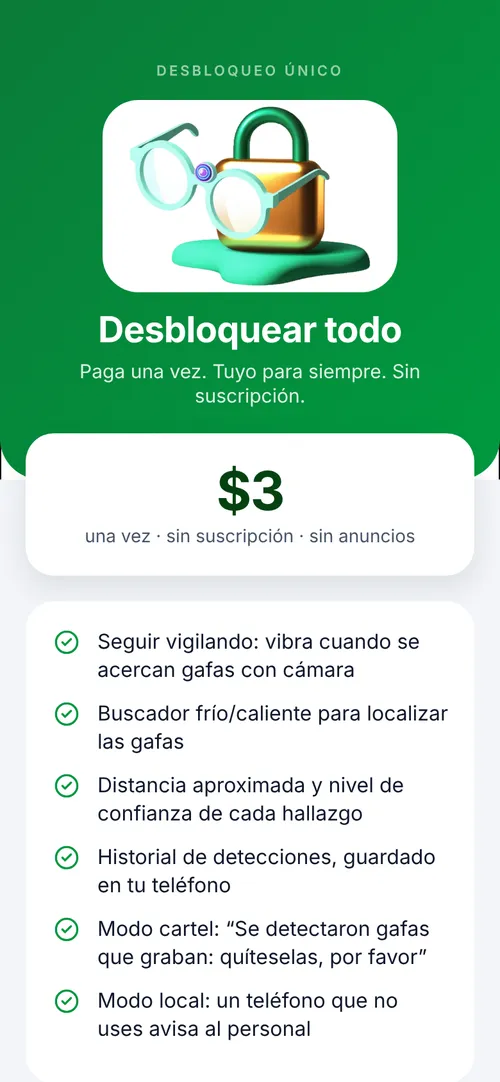 DESBLOQUEO ÚNICO
Desbloquear todo
Paga una vez. Tuyo para siempre. Sin
suscripción.
$3
una vez · sin suscripción · sin anuncios
Seguir vigilando: vibra cuando se
acercan gafas con cámara
Buscador frío/caliente para localizar
las gafas
Distancia aproximada y nivel de
confianza de cada hallazgo
Historial de detecciones, guardado
en tu teléfono
Modo cartel: “Se detectaron gafas
que graban: quíteselas, por favor”
Modo local: un teléfono que no
uses avisa al personal